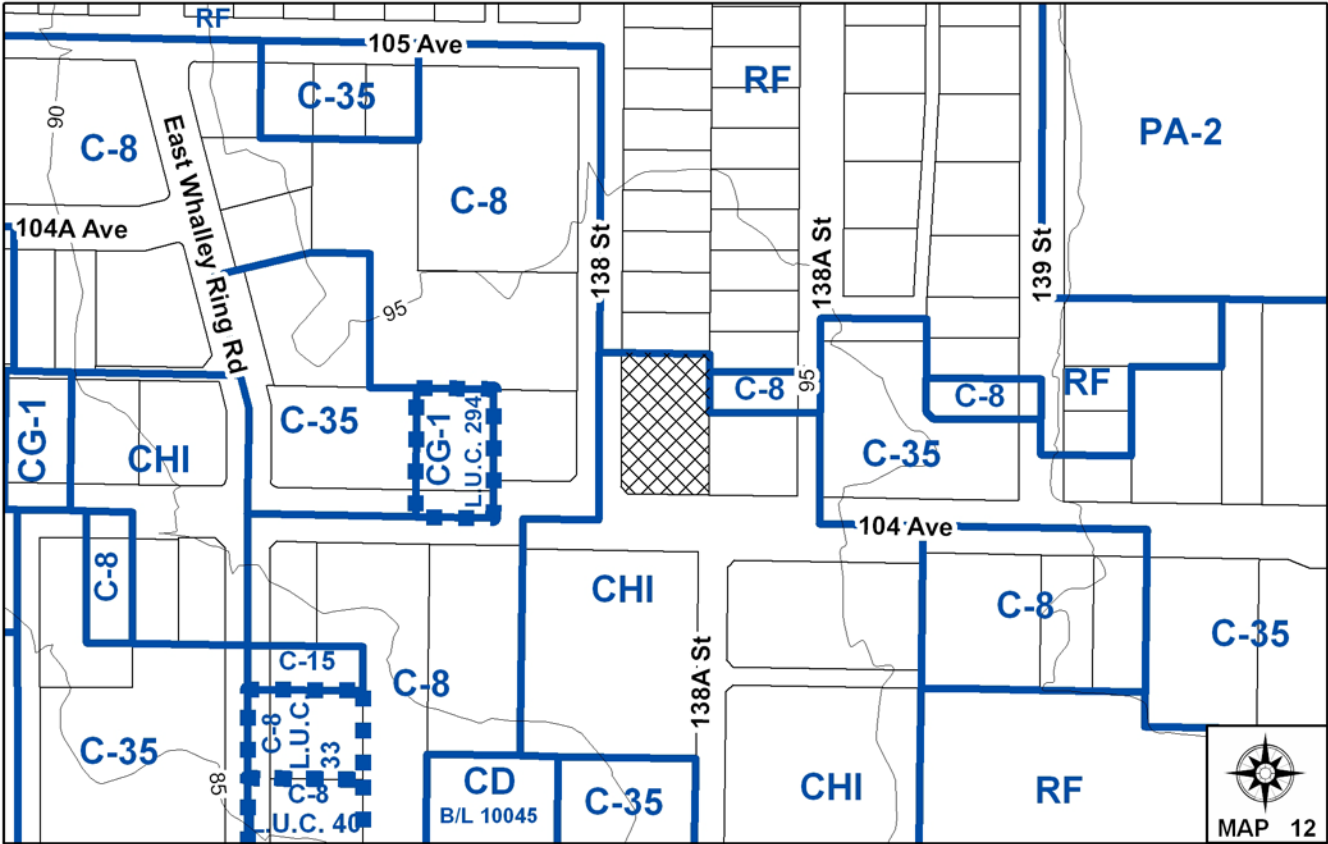 RF
105 Ave
C-35
RF
90
C-8
PA-2
East Whalley Ring Rd
C-8
104A Ave
138 St
138A St
139 St
95
95
C-8
RF
C-8
C-35
CG-1
L.U.C. 294
CG-1
CHI
C-35
104 Ave
C-8
CHI
C-8
C-35
C-15
C-8
138A St
C-8
L.U.C.
33
C-35
85
C-8
L.U.C. 40
CD
B/L 10045
C-35
CHI
RF
MAP 12